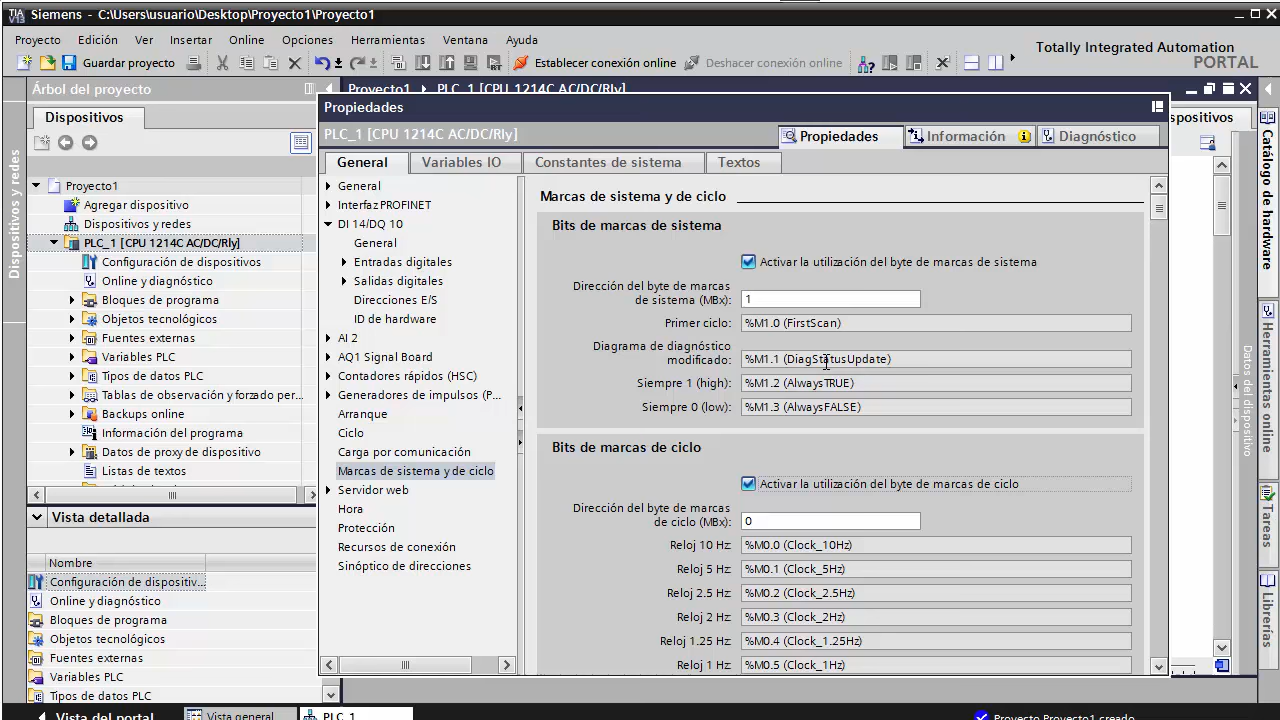 Siemens - C:\Users\usuario\Desktop\Proyecto1\Proyecto1
Proyecto Edición Ver Insertar Online Opciones Herramientas Ventana Ayuda
Guardar proyecto
Establecer conexión online
Deshacer conexión online
Totally Integrated Automation
PORTAL
Árbol del proyecto
Dispositivos
Dispositivos y redes
Proyecto1
Agregar dispositivo
Dispositivos y redes
PLC_1 [CPU 1214C AC/DC/Rly]
Configuración de dispositivos
Online y diagnóstico
Bloques de programa
Objetos tecnológicos
Fuentes externas
Variables PLC
Tipos de datos PLC
Tablas de observación y forzado per...
Backups online
Información del programa
Datos de proxy de dispositivo
Listas de textos
Vista detallada
Nombre
Configuración de dispositiv...
Online y diagnóstico
Bloques de programa
Objetos tecnológicos
Fuentes externas
Variables PLC
Tipos de datos PLC
Proyecto1 ▸ PLC_1 [CPU 1214C AC/DC/Rly]
Propiedades
PLC_1 [CPU 1214C AC/DC/Rly]
Propiedades Información Diagnóstico
General Variables IO Constantes de sistema Textos
General
Interfaz PROFINET
DI 14/DQ 10
General
Entradas digitales
Salidas digitales
Direcciones E/S
ID de hardware
AI 2
AQ1 Signal Board
Contadores rápidos (HSC)
Generadores de impulsos (P...
Arranque
Ciclo
Carga por comunicación
Marcas de sistema y de ciclo
Servidor web
Hora
Protección
Recursos de conexión
Sinóptico de direcciones
Marcas de sistema y de ciclo
Bits de marcas de sistema
Activar la utilización del byte de marcas de sistema
Dirección del byte de marcas
de sistema (MBx): 1
Primer ciclo: %M1.0 (FirstScan)
Diagrama de diagnóstico
modificado: %M1.1 (DiagStatusUpdate)
Siempre 1 (high): %M1.2 (AlwaysTRUE)
Siempre 0 (low): %M1.3 (AlwaysFALSE)
Bits de marcas de ciclo
Activar la utilización del byte de marcas de ciclo
Dirección del byte de marcas
de ciclo (MBx): 0
Reloj 10 Hz: %M0.0 (Clock_10Hz)
Reloj 5 Hz: %M0.1 (Clock_5Hz)
Reloj 2.5 Hz: %M0.2 (Clock_2.5Hz)
Reloj 2 Hz: %M0.3 (Clock_2Hz)
Reloj 1.25 Hz: %M0.4 (Clock_1.25Hz)
Reloj 1 Hz: %M0.5 (Clock_1Hz)
spositivos
Datos del dispositivo
Catálogo de hardware
Herramientas online
Tareas
Librerías
Vista del portal
Vista general
PLC_1
Proyecto Proyecto1 creado